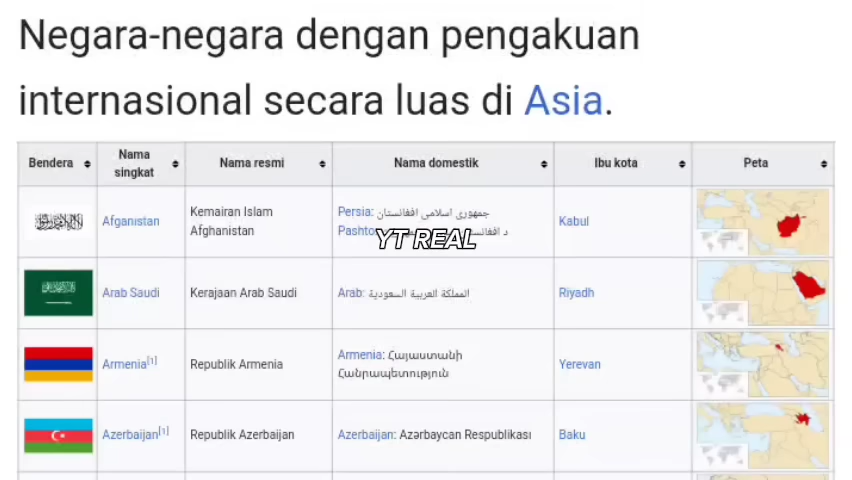 Negara-negara dengan pengakuan
internasional secara luas di Asia.
Bendera
Nama singkat
Nama resmi
Nama domestik
Ibu kota
Peta
Afganistan
Kemairan Islam
Afghanistan
Persia: جمهوری اسلامی افغانستان
Pashto
د افغانس
YT REAL
Kabul
Arab Saudi
Kerajaan Arab Saudi
Arab: المملكة العربية السعودية
Riyadh
Armenia[1]
Republik Armenia
Armenia: Հայաստանի
Հանրապետություն
Yerevan
Azerbaijan[1]
Republik Azerbaijan
Azerbaijan: Azərbaycan Respublikası
Baku